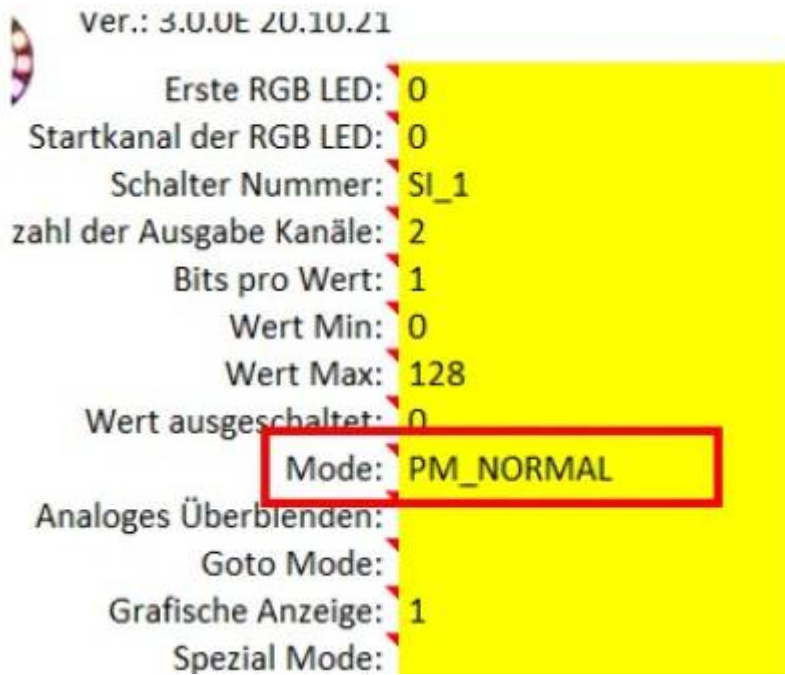 Ver.: 3.0.0E 20.10.21
Erste RGB LED: 0
Startkanal der RGB LED: 0
Schalter Nummer: SI_1
zahl der Ausgabe Kanäle: 2
Bits pro Wert: 1
Wert Min: 0
Wert Max: 128
Wert ausgeschaltet: 0
Mode: PM_NORMAL
Analoges Überblenden:
Goto Mode:
Grafische Anzeige: 1
Spezial Mode: